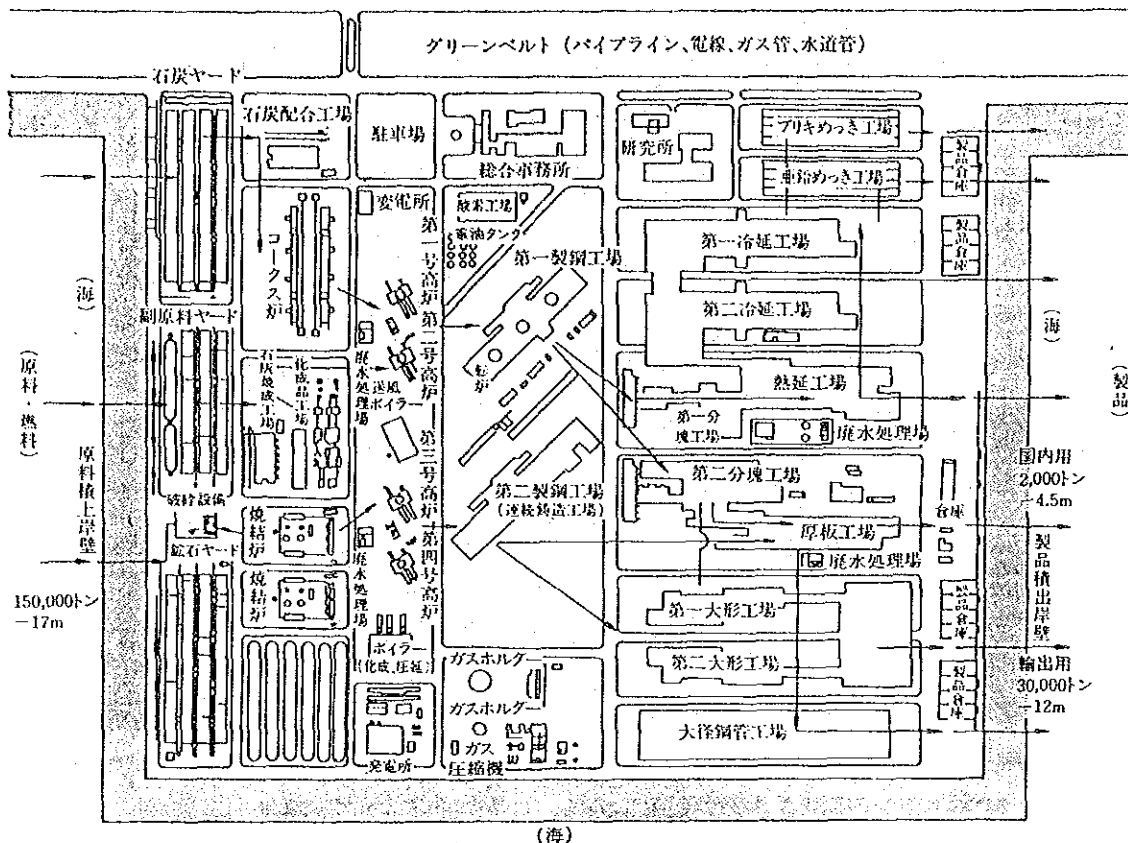 グリーンベルト (パイプライン、電線、ガス管、水道管)
石炭ヤード
石炭配合工場
駐車場
総合事務所
研究所
ブリキめっき工場
亜鉛めっき工場
製品倉庫
製品倉庫
変電所
酸素工場
重油タンク
第一号高炉
第二号高炉
第三号高炉
第四号高炉
第一製鋼工場
転炉
第一冷延工場
第二冷延工場
コークス炉
(海)
(原料・燃料)
原料積上岸壁
副原料ヤード
石灰焼成工場
化成品工場
廃水処理場
送風
ボイラー
熱延工場
第一分
塊工場
廃水処理場
(海)
(製品)
破砕設備
鉱石ヤード
焼結炉
焼結炉
廃水処理場
第二製鋼工場
(連続鋳造工場)
第二分塊工場
厚板工場
廃水処理場
倉庫
国内用
2,000トン
-4.5m
製品積出岸壁
150,000トン
-17m
第一大形工場
第二大形工場
大径鋼管工場
製品倉庫
製品倉庫
輸出用
30,000トン
-12m
ボイラー
(化成、圧延)
ガスホルダ
ガスホルダ
ガス
圧縮機
発電所
(海)